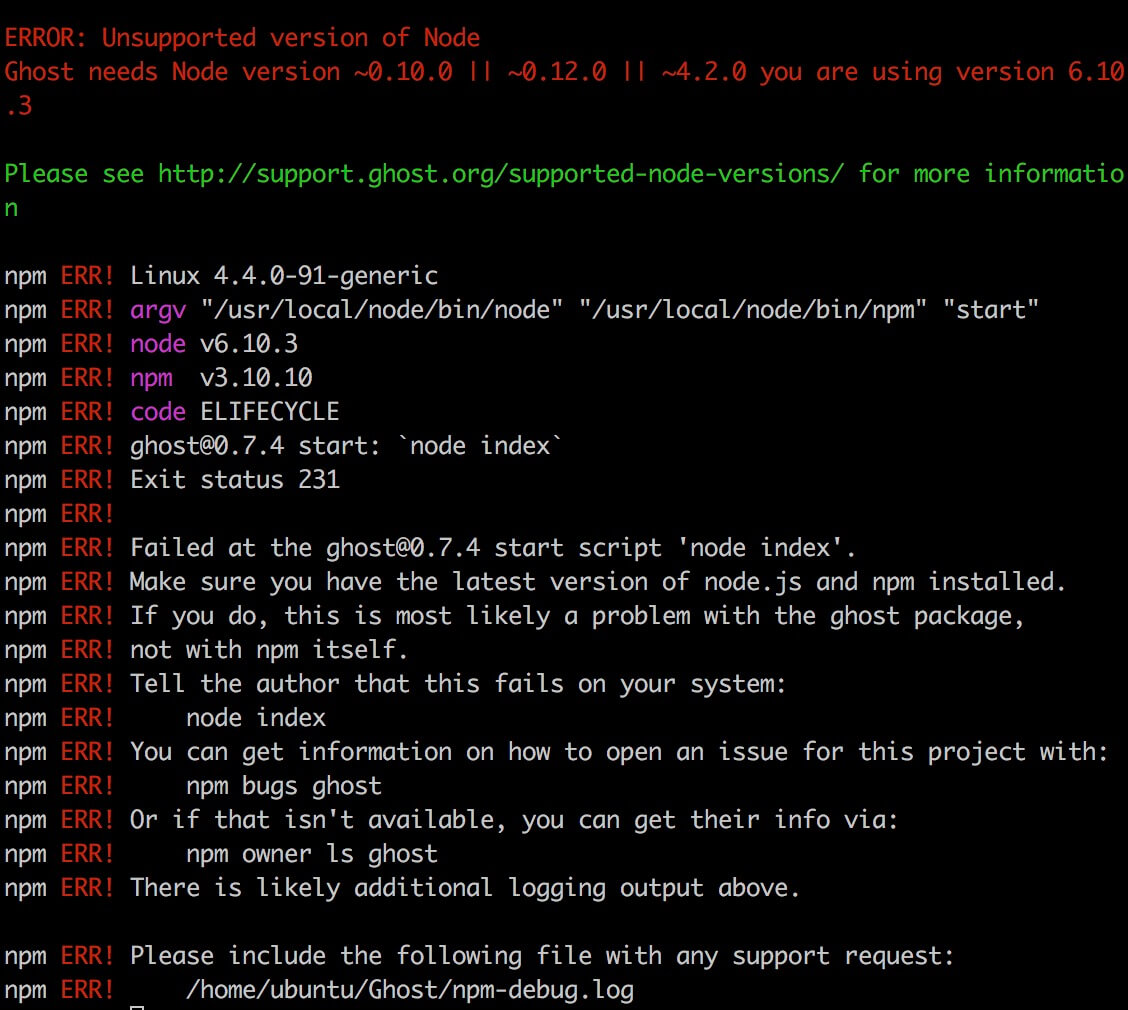 ERROR: Unsupported version of Node
Ghost needs Node version ~0.10.0 || ~0.12.0 || ~4.2.0 you are using version 6.10
.3
Please see http://support.ghost.org/supported-node-versions/ for more informatio
n
npm ERR! Linux 4.4.0-91-generic
npm ERR! argv "/usr/local/node/bin/node" "/usr/local/node/bin/npm" "start"
npm ERR! node v6.10.3
npm ERR! npm  v3.10.10
npm ERR! code ELIFECYCLE
npm ERR! ghost@0.7.4 start: `node index`
npm ERR! Exit status 231
npm ERR!
npm ERR! Failed at the ghost@0.7.4 start script 'node index'.
npm ERR! Make sure you have the latest version of node.js and npm installed.
npm ERR! If you do, this is most likely a problem with the ghost package,
npm ERR! not with npm itself.
npm ERR! Tell the author that this fails on your system:
npm ERR!     node index
npm ERR! You can get information on how to open an issue for this project with:
npm ERR!     npm bugs ghost
npm ERR! Or if that isn't available, you can get their info via:
npm ERR!     npm owner ls ghost
npm ERR! There is likely additional logging output above.
npm ERR! Please include the following file with any support request:
npm ERR!     /home/ubuntu/Ghost/npm-debug.log